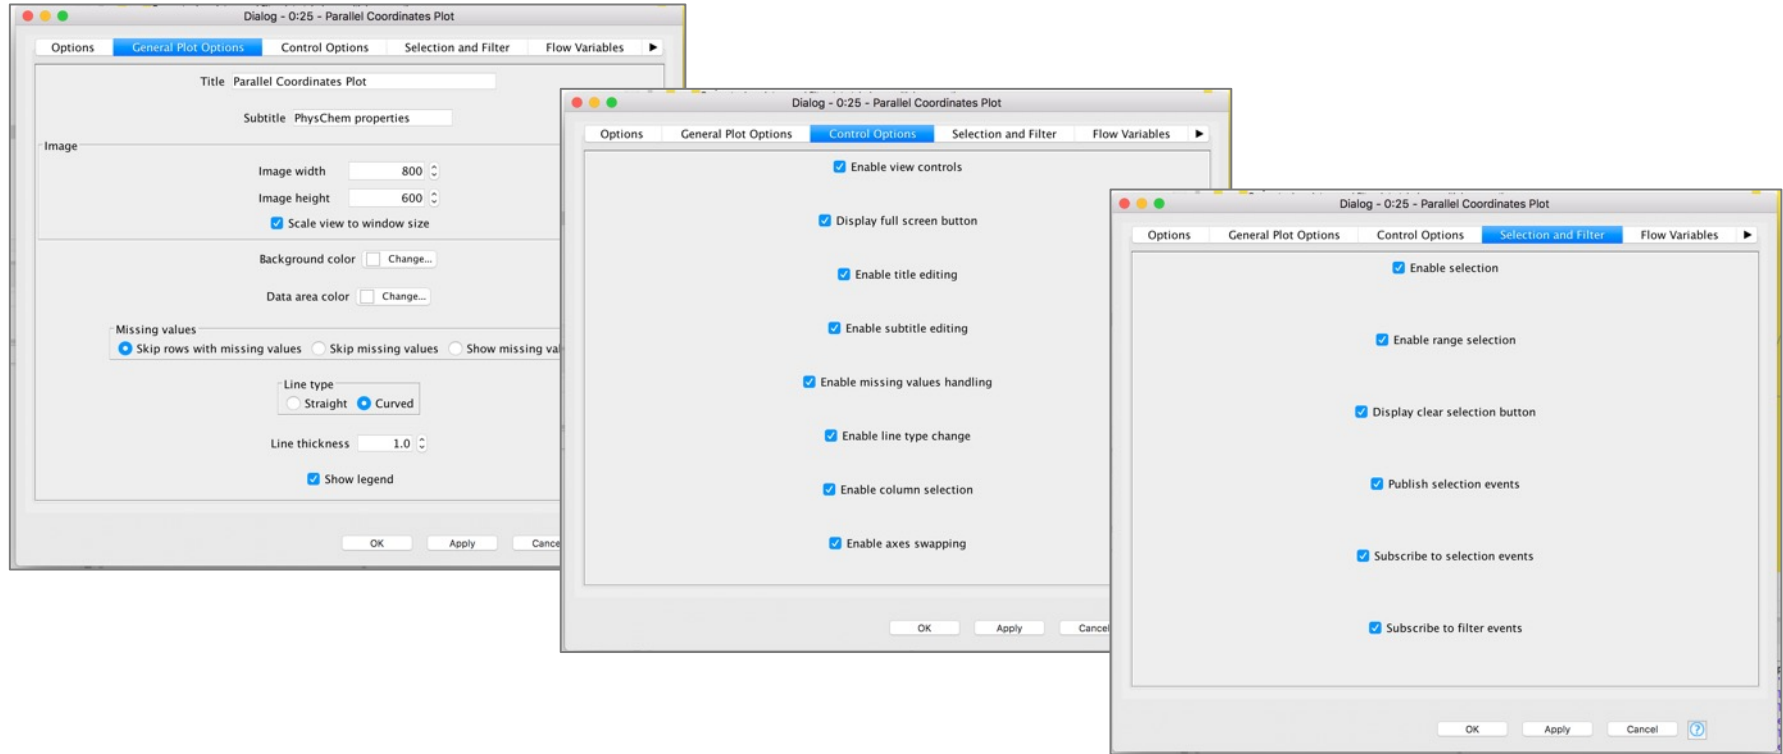 Dialog - 0:25 - Parallel Coordinates Plot
Options General Plot Options Control Options Selection and Filter Flow Variables
Title Parallel Coordinates Plot
Subtitle PhysChem properties
Image
Image width 800
Image height 600
Scale view to window size
Background color Change...
Data area color Change...
Missing values
Skip rows with missing values Skip missing values Show missing val
Line type
Straight Curved
Line thickness 1.0
Show legend
OK Apply Cance
Dialog - 0:25 - Parallel Coordinates Plot
Options General Plot Options Control Options Selection and Filter Flow Variables
Enable view controls
Display full screen button
Enable title editing
Enable subtitle editing
Enable missing values handling
Enable line type change
Enable column selection
Enable axes swapping
OK Apply Cancel
Dialog - 0:25 - Parallel Coordinates Plot
Options General Plot Options Control Options Selection and Filter Flow Variables
Enable selection
Enable range selection
Display clear selection button
Publish selection events
Subscribe to selection events
Subscribe to filter events
OK Apply Cancel ?